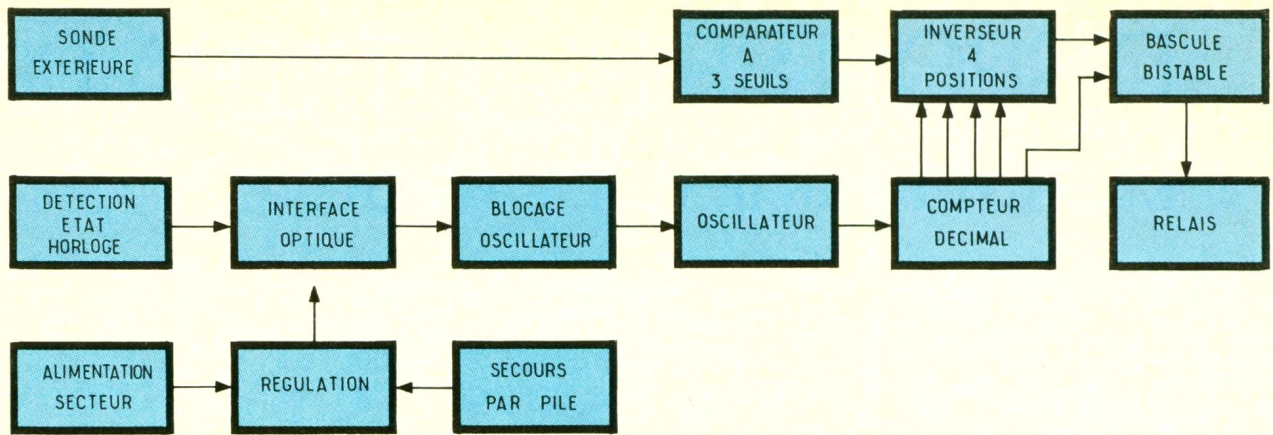 SONDE
EXTERIEURE
COMPARATEUR
A
3 SEUILS
INVERSEUR
4
POSITIONS
BASCULE
BISTABLE
DETECTION
ETAT
HORLOGE
INTERFACE
OPTIQUE
BLOCAGE
OSCILLATEUR
OSCILLATEUR
COMPTEUR
DECIMAL
RELAIS
ALIMENTATION
SECTEUR
REGULATION
SECOURS
PAR PILE